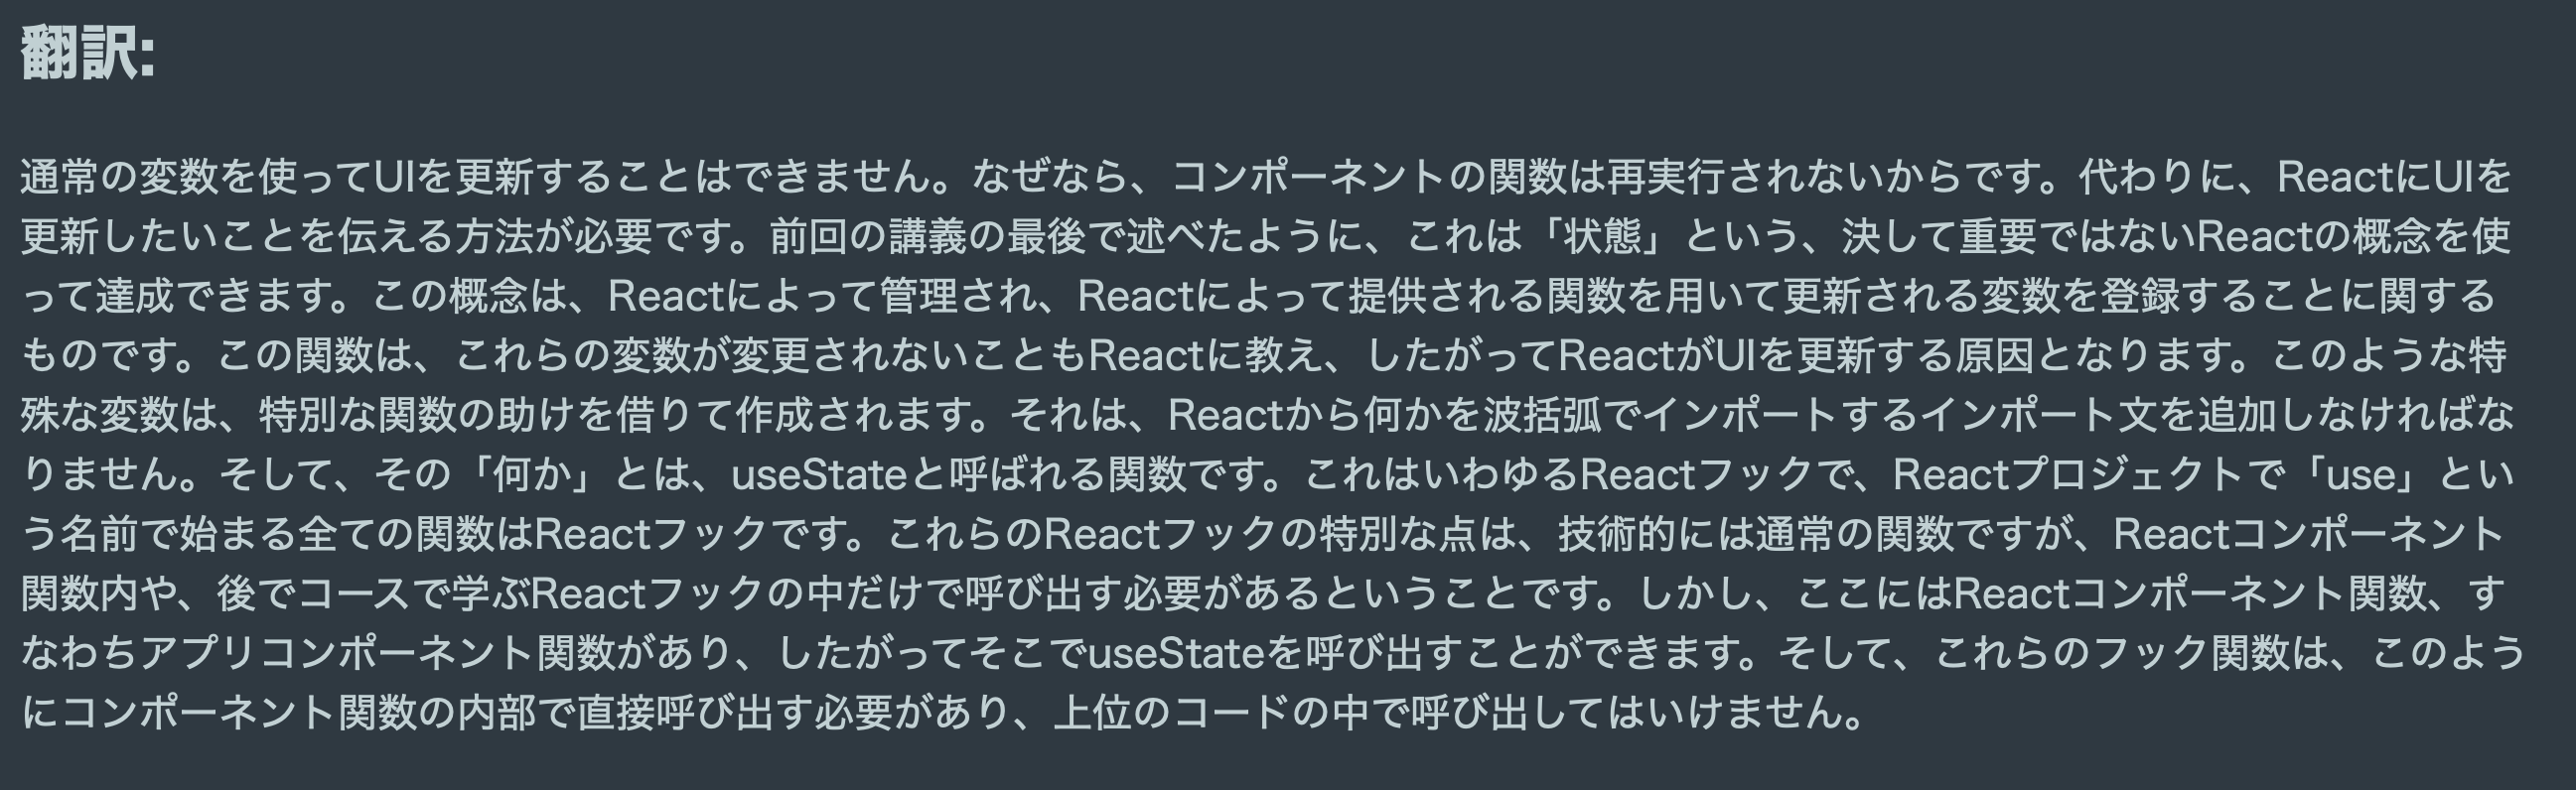 翻訳:
通常の変数を使ってUIを更新することはできません。なぜなら、コンポーネントの関数は再実行されないからです。代わりに、ReactにUIを
更新したいことを伝える方法が必要です。前回の講義の最後で述べたように、これは「状態」という、決して重要ではないReactの概念を使
って達成できます。この概念は、Reactによって管理され、Reactによって提供される関数を用いて更新される変数を登録することに関する
ものです。この関数は、これらの変数が変更されないこともReactに教え、したがってReactがUIを更新する原因となります。このような特
殊な変数は、特別な関数の助けを借りて作成されます。それは、Reactから何かを波括弧でインポートするインポート文を追加しなければな
りません。そして、その「何か」とは、useStateと呼ばれる関数です。これはいわゆるReactフックで、Reactプロジェクトで「use」とい
う名前で始まる全ての関数はReactフックです。これらのReactフックの特別な点は、技術的には通常の関数ですが、Reactコンポーネント
関数内や、後でコースで学ぶReactフックの中だけで呼び出す必要があるということです。しかし、ここにはReactコンポーネント関数、す
なわちアプリコンポーネント関数があり、したがってそこでuseStateを呼び出すことができます。そして、これらのフック関数は、このよう
にコンポーネント関数の内部で直接呼び出す必要があり、上位のコードの中で呼び出してはいけません。